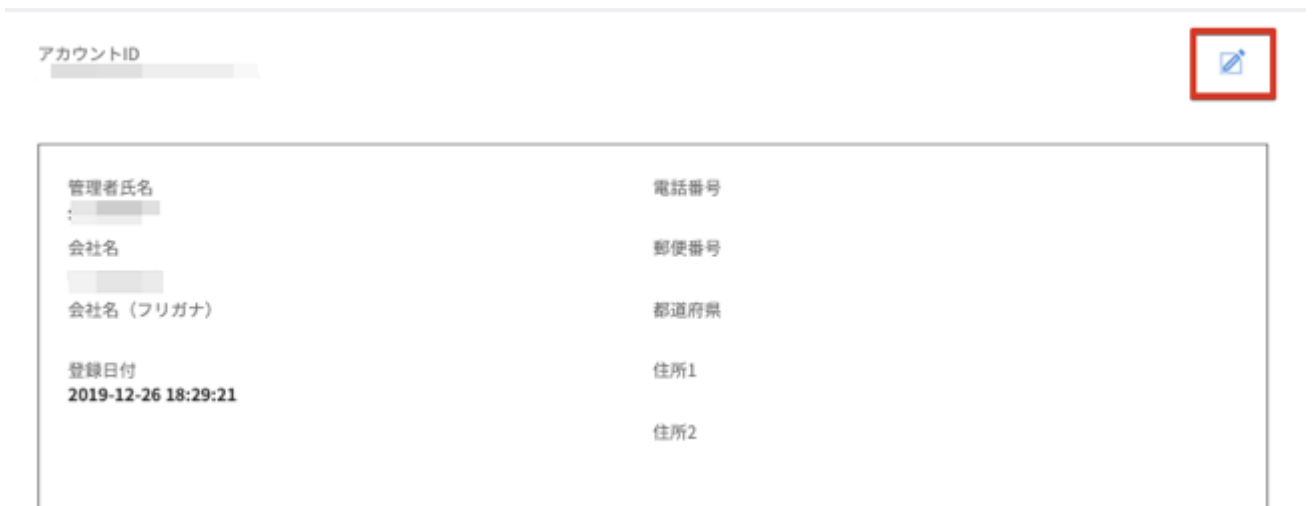 アカウントID
管理者氏名
会社名
会社名（フリガナ）
登録日付
2019-12-26 18:29:21
電話番号
郵便番号
都道府県
住所1
住所2